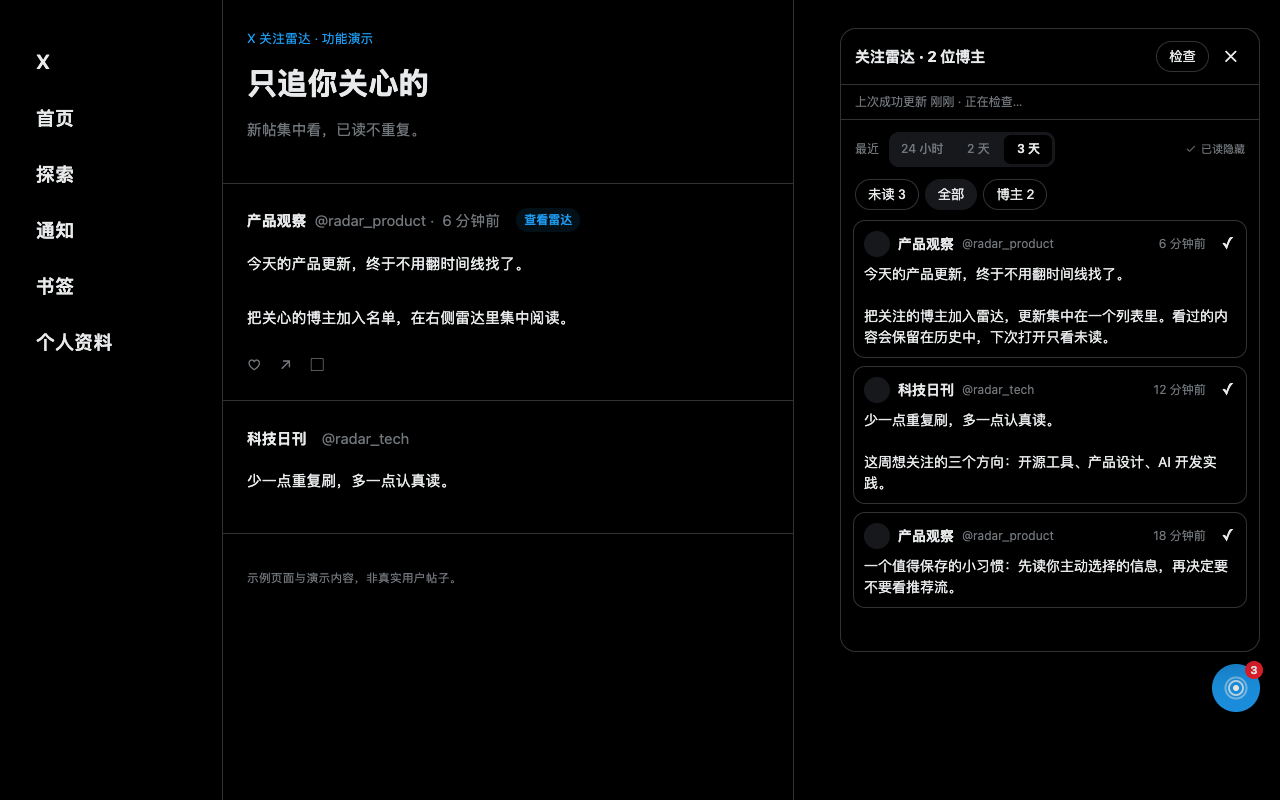 X
首页
探索
通知
书签
个人资料
X 关注雷达 · 功能演示
只追你关心的
新帖集中看，已读不重复。
产品观察 @radar_product · 6 分钟前 查看雷达
今天的产品更新，终于不用翻时间线找了。
把关心的博主加入名单，在右侧雷达里集中阅读。
科技日刊 @radar_tech
少一点重复刷，多一点认真读。
示例页面与演示内容，非真实用户帖子。
关注雷达 · 2 位博主 检查
上次成功更新 刚刚 · 正在检查…
最近 24 小时 2 天 3 天 已读隐藏
未读 3 全部 博主 2
产品观察 @radar_product 6 分钟前
今天的产品更新，终于不用翻时间线找了。
把关注的博主加入雷达，更新集中在一个列表里。看过的内
容会保留在历史中，下次打开只看未读。
科技日刊 @radar_tech 12 分钟前
少一点重复刷，多一点认真读。
这周想关注的三个方向：开源工具、产品设计、AI 开发实
践。
产品观察 @radar_product 18 分钟前
一个值得保存的小习惯：先读你主动选择的信息，再决定要
不要看推荐流。
3